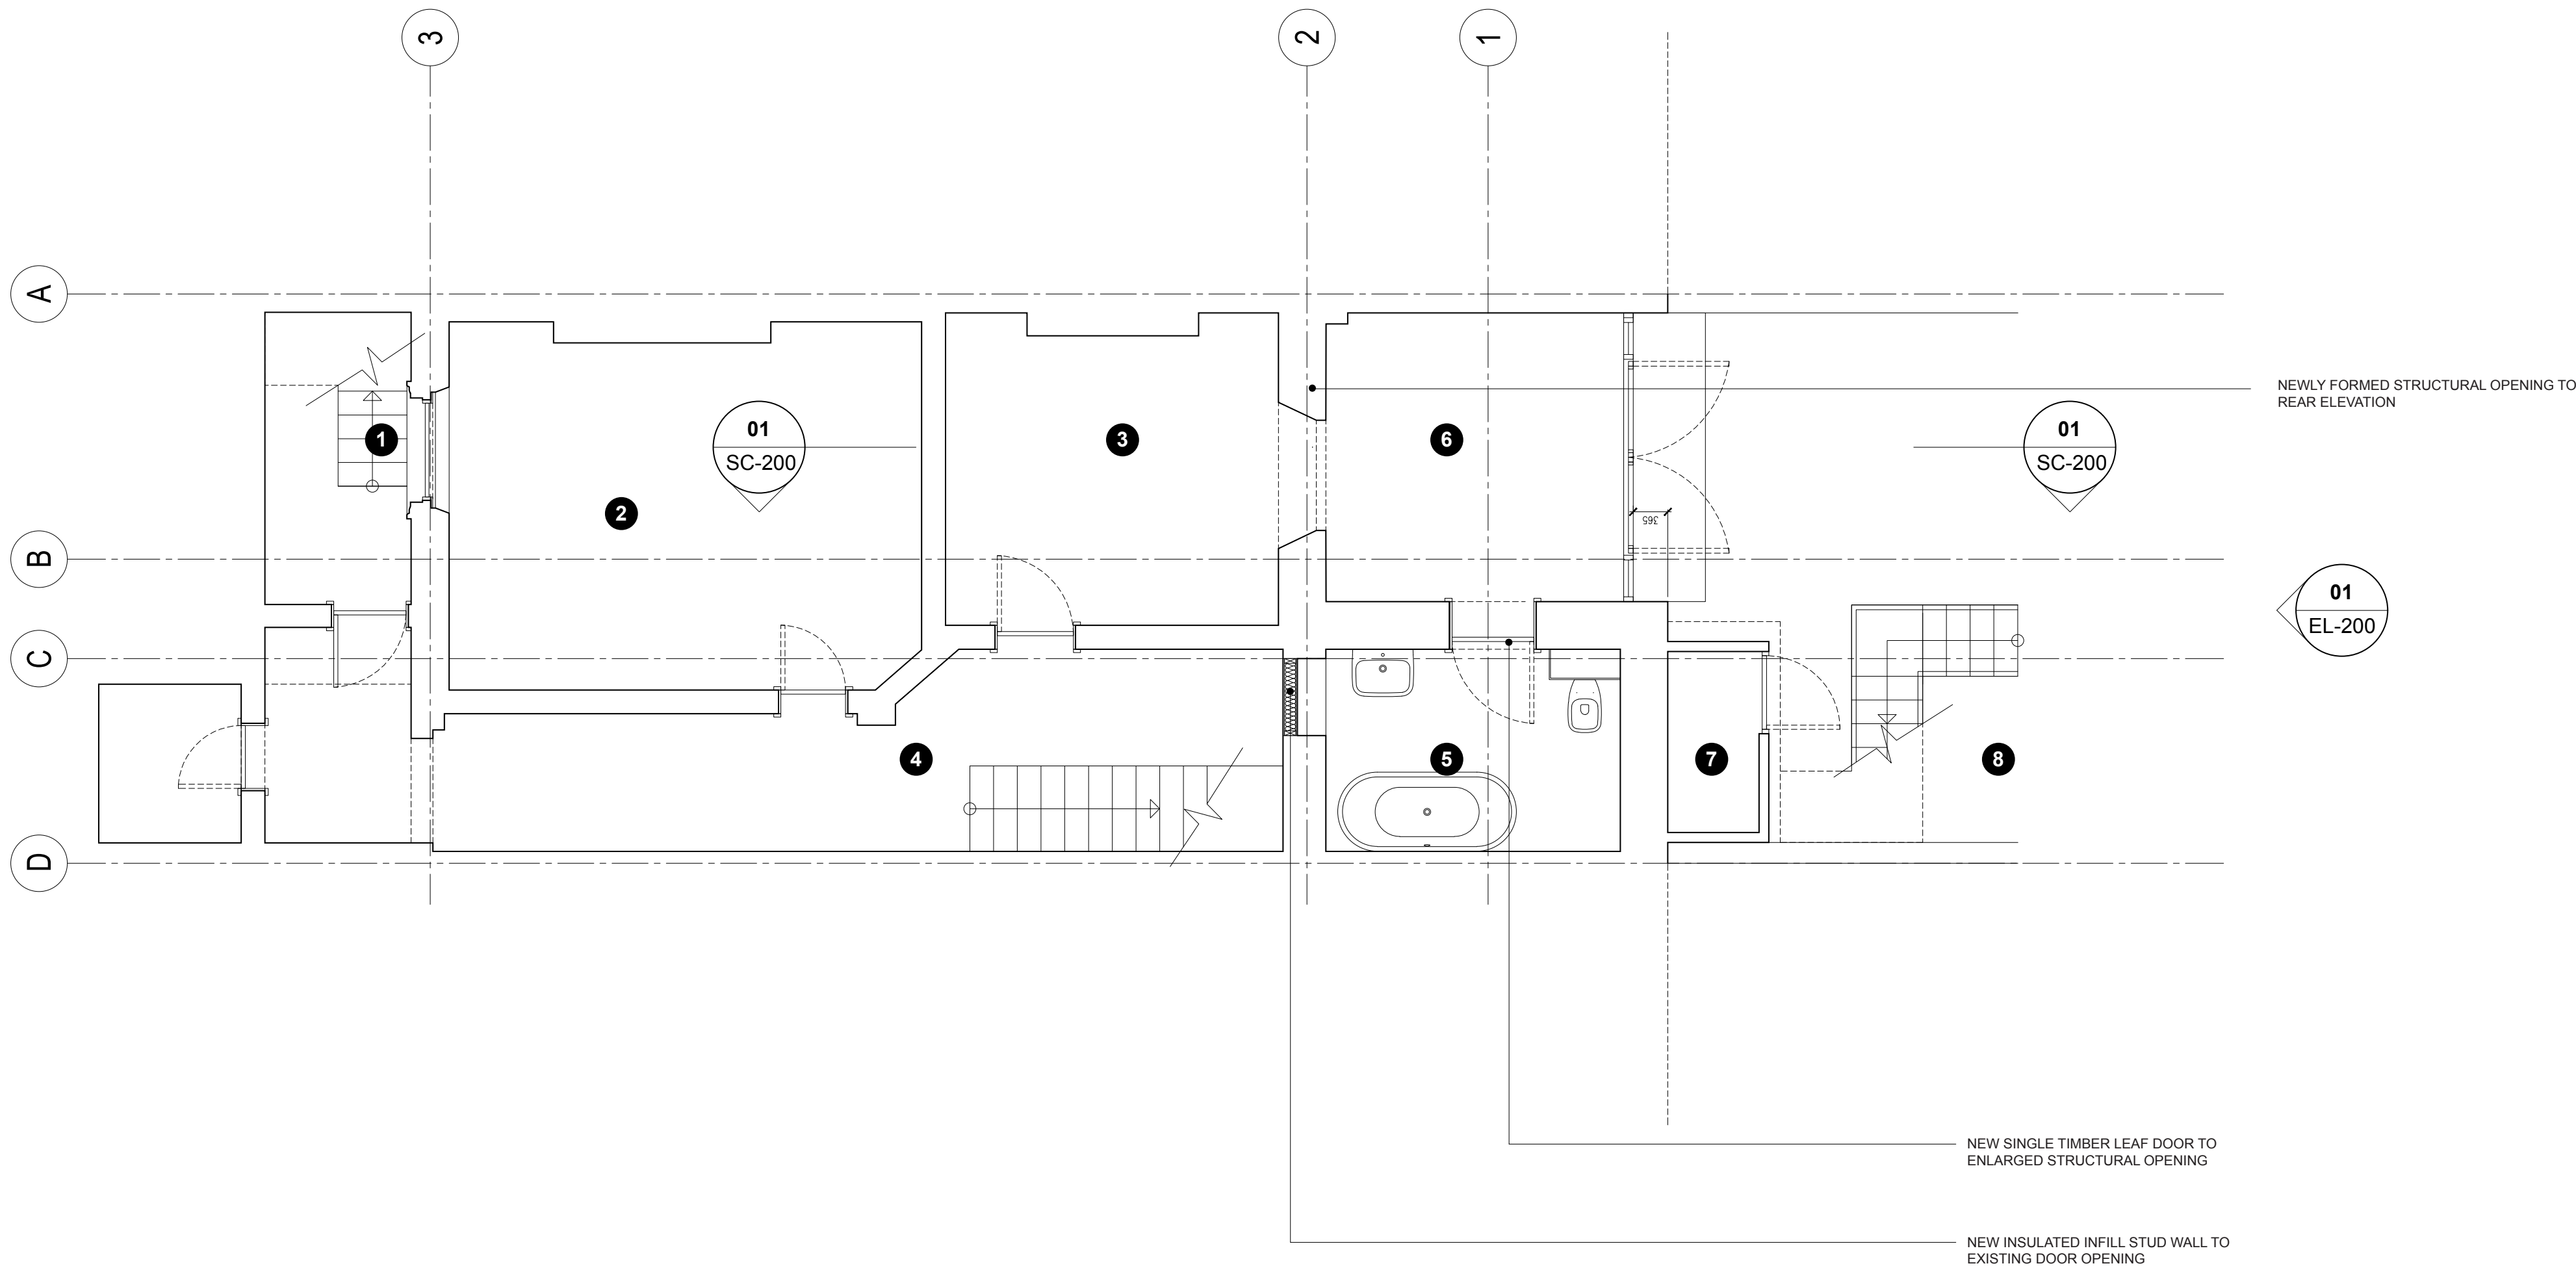 3
2
1
A
NEWLY FORMED STRUCTURAL OPENING TO
REAR ELEVATION
01
SC-200
01
SC-200
1
3
6
2
365
B
01
EL-200
C
4
5
7
8
D
NEW SINGLE TIMBER LEAF DOOR TO
ENLARGED STRUCTURAL OPENING
NEW INSULATED INFILL STUD WALL TO
EXISTING DOOR OPENING